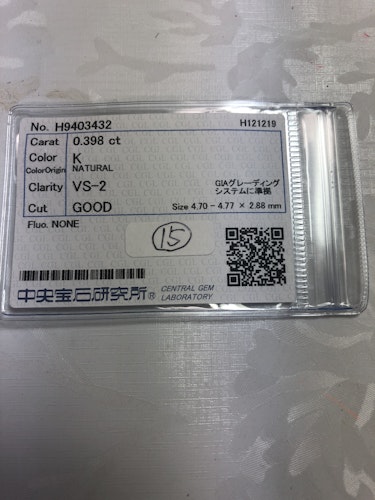 No. H9403432 H121219
Carat 0.398 ct
Color K
ColorOrigin NATURAL
Clarity VS-2
GIAグレーディング
システムに準拠
Cut GOOD Size 4.70 - 4.77 × 2.88 mm
Fluo. NONE
15
中央宝石研究所® CENTRAL GEM
LABORATORY